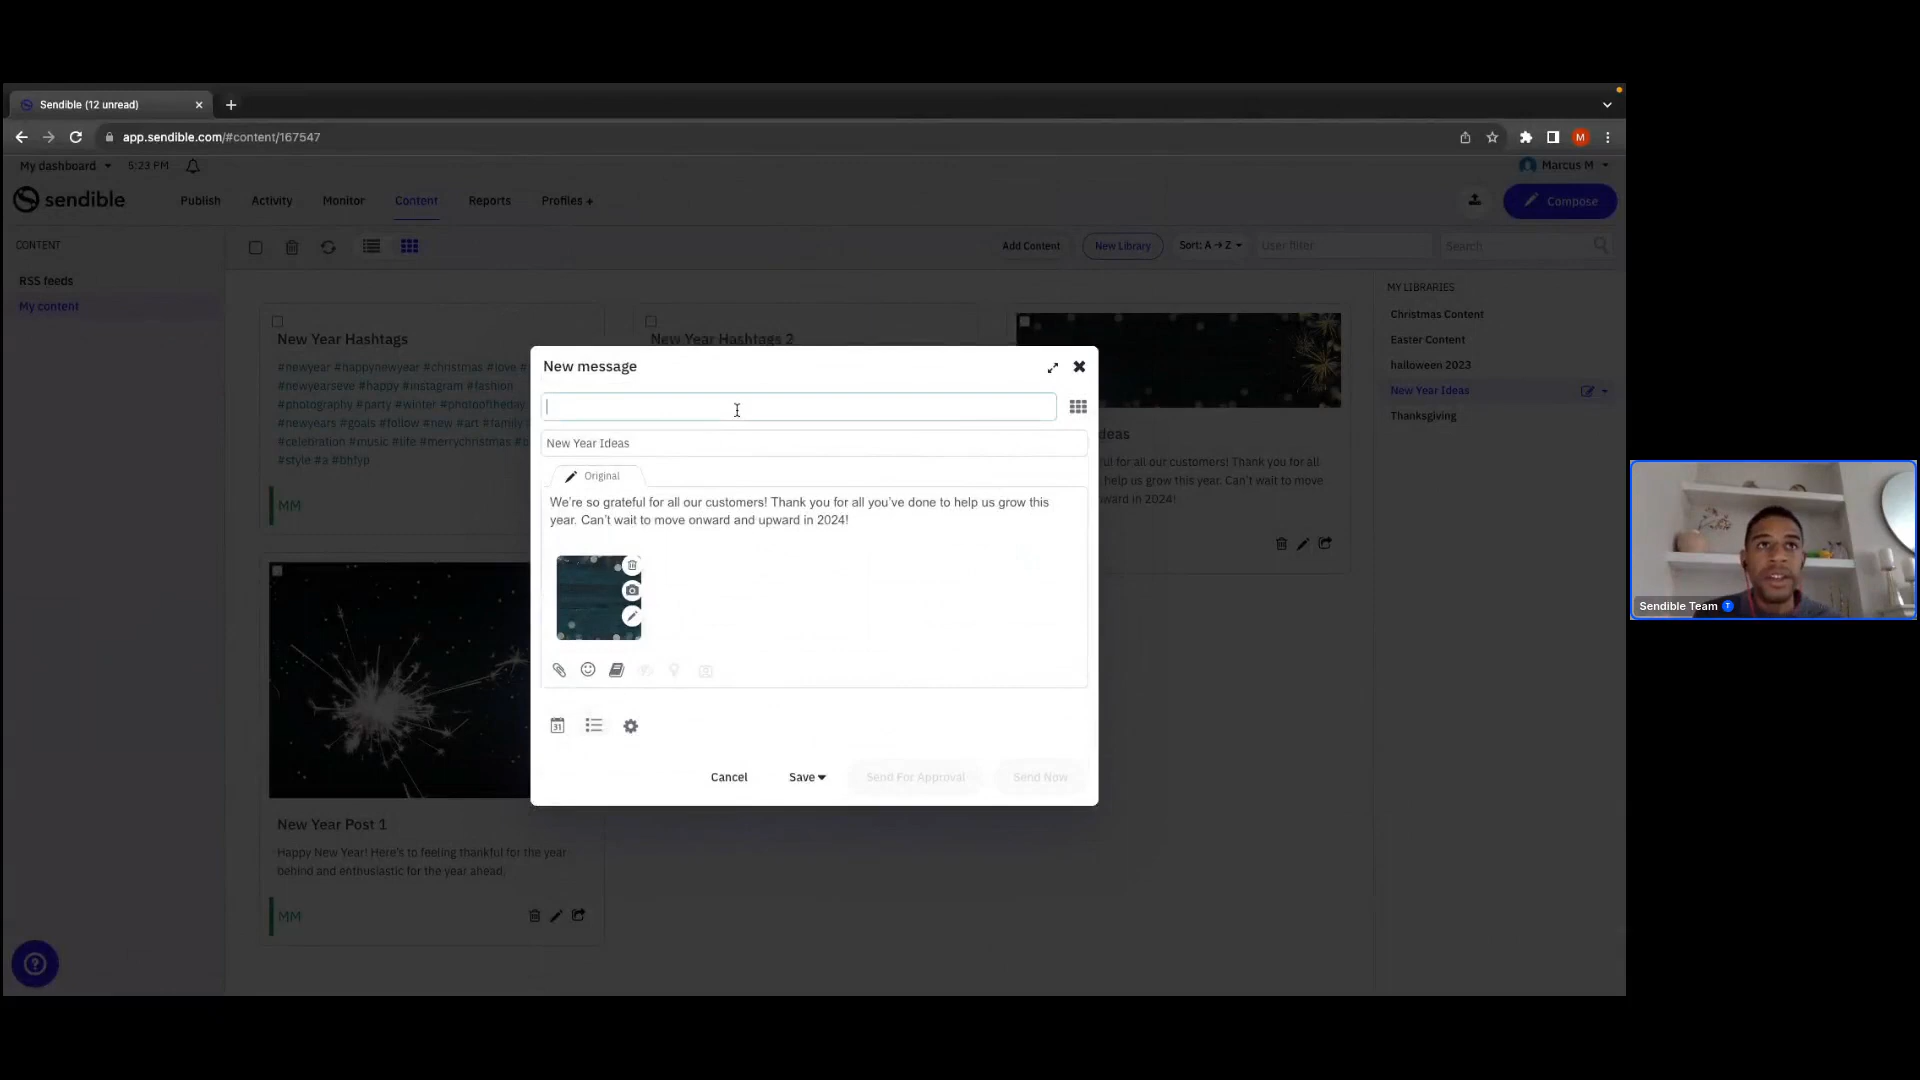 Sendible (12 unread)
app.sendible.com/#content/167547
My dashboard
5:23 PM
Marcus M
sendible
Publish
Activity
Monitor
Content
Reports
Profiles +
Compose
CONTENT
Add Content
New Library
Sort: A → Z
User filter
Search
RSS feeds
My content
MY LIBRARIES
Christmas Content
Easter Content
halloween 2023
New Year Ideas
Thanksgiving
New Year Hashtags
#newyear #happynewyear #christmas #love
#newyearseve #happy #instagram #fashion
#photography #party #winter #photooftheday
#newyears #goals #follow #new #art #family
#celebration #music #life #merrychristmas
#style #a #bhfyp
MM
New Year Hashtags 2
deas
ul for all our customers! Thank you for all
help us grow this year. Can't wait to move
ward in 2024!
New message
New Year Ideas
Original
We're so grateful for all our customers! Thank you for all you've done to help us grow this
year. Can't wait to move onward and upward in 2024!
31
Cancel
Save
Send For Approval
Send Now
New Year Post 1
Happy New Year! Here's to feeling thankful for the year
behind and enthusiastic for the year ahead.
MM
Sendible Team
M
T